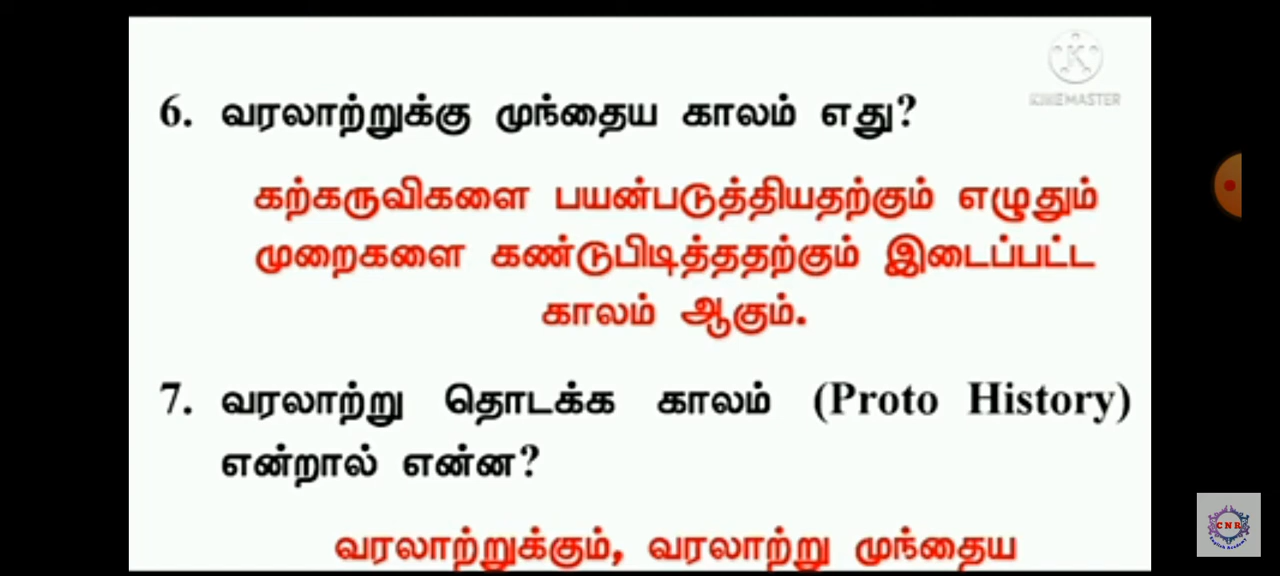 KINEMASTER
6. வரலாற்றுக்கு முந்தைய காலம் எது?
கற்கருவிகளை பயன்படுத்தியதற்கும் எழுதும்
முறைகளை கண்டுபிடித்ததற்கும் இடைப்பட்ட
காலம் ஆகும்.
7. வரலாற்று தொடக்க காலம் (Proto History)
என்றால் என்ன?
வரலாற்றுக்கும், வரலாற்று முந்தைய
CNR